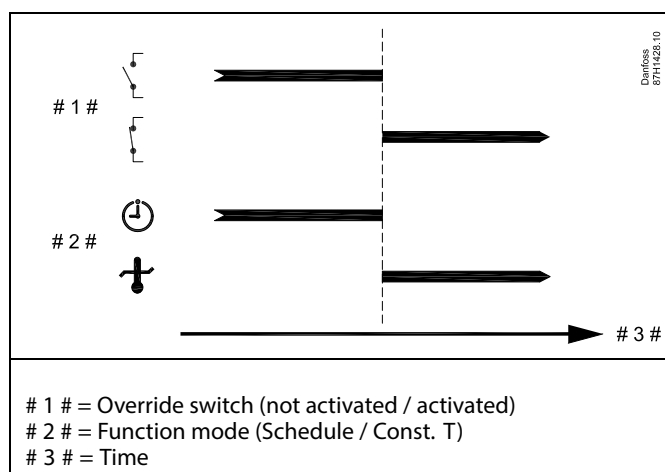 Danfoss
87H1428.10
# 1 #
# 2 #
# 3 #
# 1 # = Override switch (not activated / activated)
# 2 # = Function mode (Schedule / Const. T)
# 3 # = Time